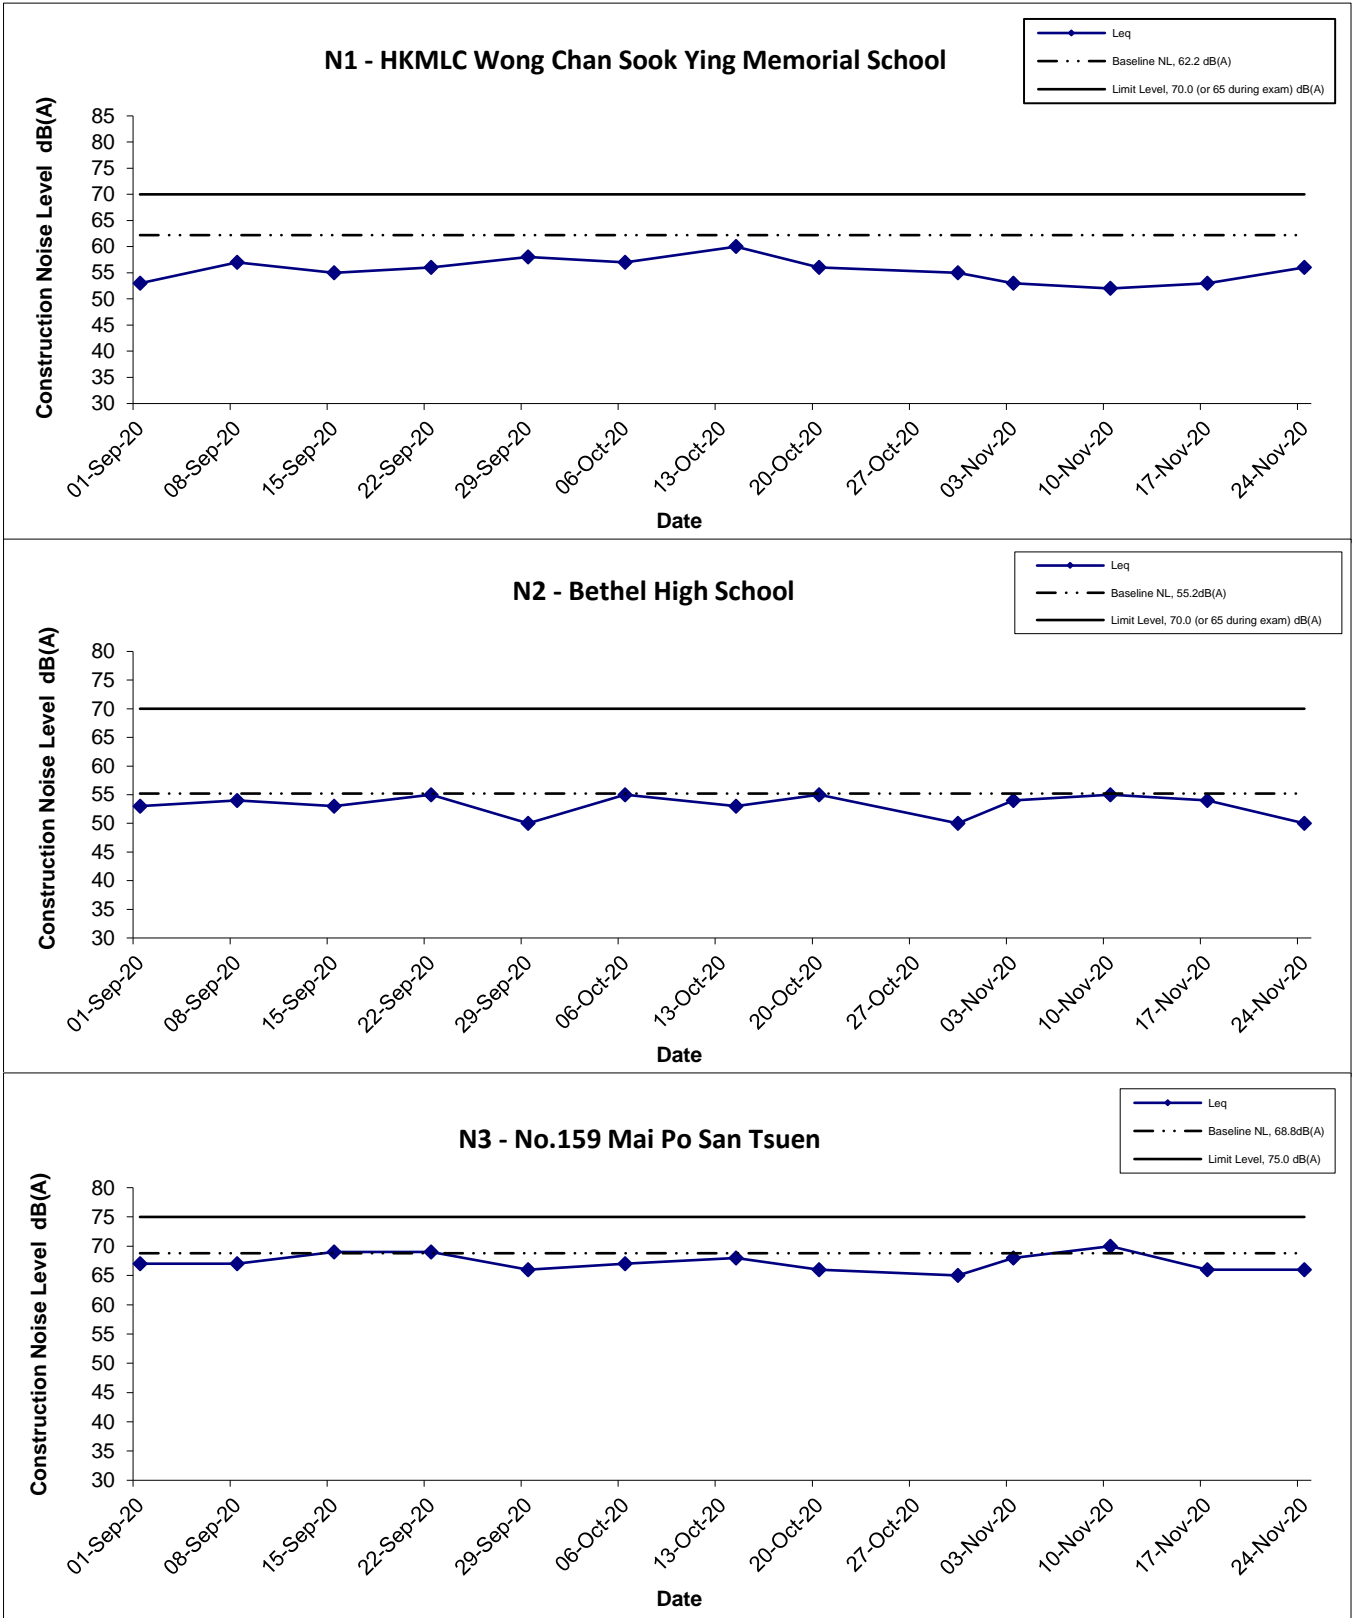 N1 - HKMLC Wong Chan Sook Ying Memorial School
Leq
Baseline NL, 62.2 dB(A)
Limit Level, 70.0 (or 65 during exam) dB(A)
Construction Noise Level dB(A)
85
80
75
70
65
60
55
50
45
40
35
30
01-Sep-20
08-Sep-20
15-Sep-20
22-Sep-20
29-Sep-20
06-Oct-20
13-Oct-20
20-Oct-20
27-Oct-20
03-Nov-20
10-Nov-20
17-Nov-20
24-Nov-20
Date
N2 - Bethel High School
Leq
Baseline NL, 55.2dB(A)
Limit Level, 70.0 (or 65 during exam) dB(A)
Construction Noise Level dB(A)
80
75
70
65
60
55
50
45
40
35
30
01-Sep-20
08-Sep-20
15-Sep-20
22-Sep-20
29-Sep-20
06-Oct-20
13-Oct-20
20-Oct-20
27-Oct-20
03-Nov-20
10-Nov-20
17-Nov-20
24-Nov-20
Date
N3 - No.159 Mai Po San Tsuen
Leq
Baseline NL, 68.8dB(A)
Limit Level, 75.0 dB(A)
Construction Noise Level dB(A)
80
75
70
65
60
55
50
45
40
35
30
01-Sep-20
08-Sep-20
15-Sep-20
22-Sep-20
29-Sep-20
06-Oct-20
13-Oct-20
20-Oct-20
27-Oct-20
03-Nov-20
10-Nov-20
17-Nov-20
24-Nov-20
Date